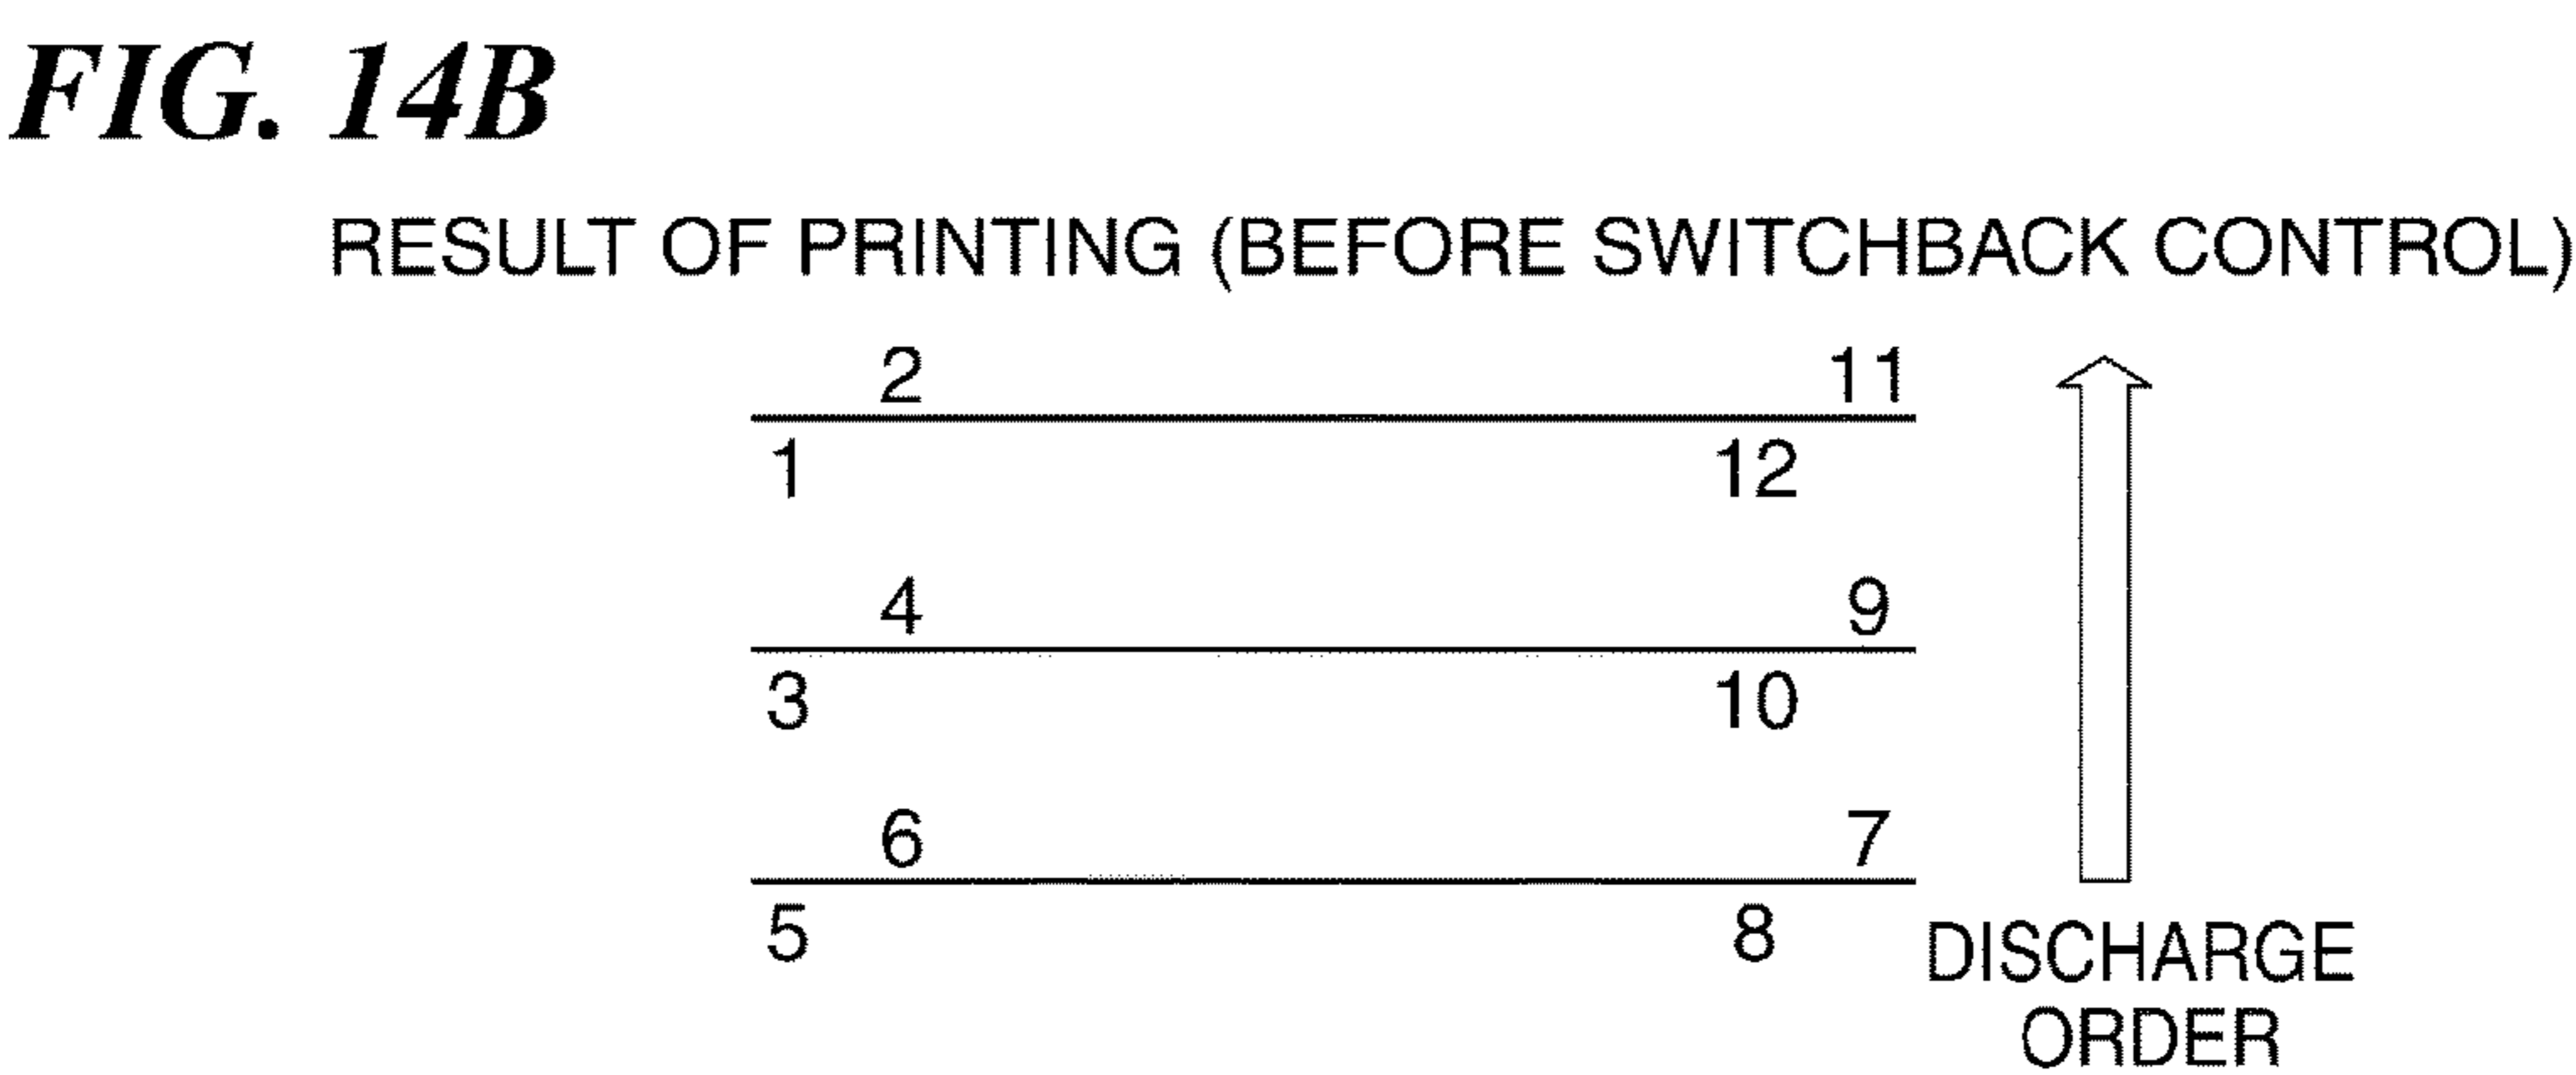 FIG. 14B
RESULT OF PRINTING (BEFORE SWITCHBACK CONTROL)
2 11
1 12
4 9
3 10
6 7
5 8
DISCHARGE
ORDER